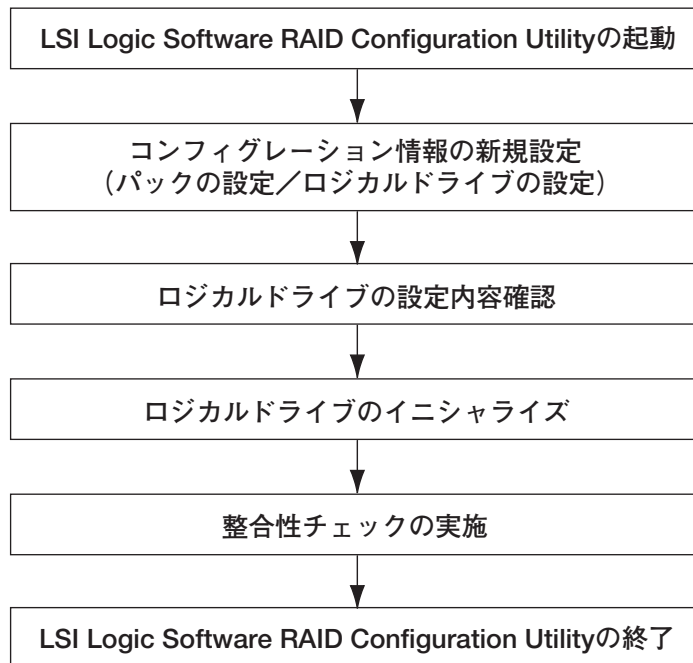 LSI Logic Software RAID Configuration Utilityの起動
コンフィグレーション情報の新規設定
（パックの設定／ロジカルドライブの設定）
ロジカルドライブの設定内容確認
ロジカルドライブのイニシャライズ
整合性チェックの実施
LSI Logic Software RAID Configuration Utilityの終了